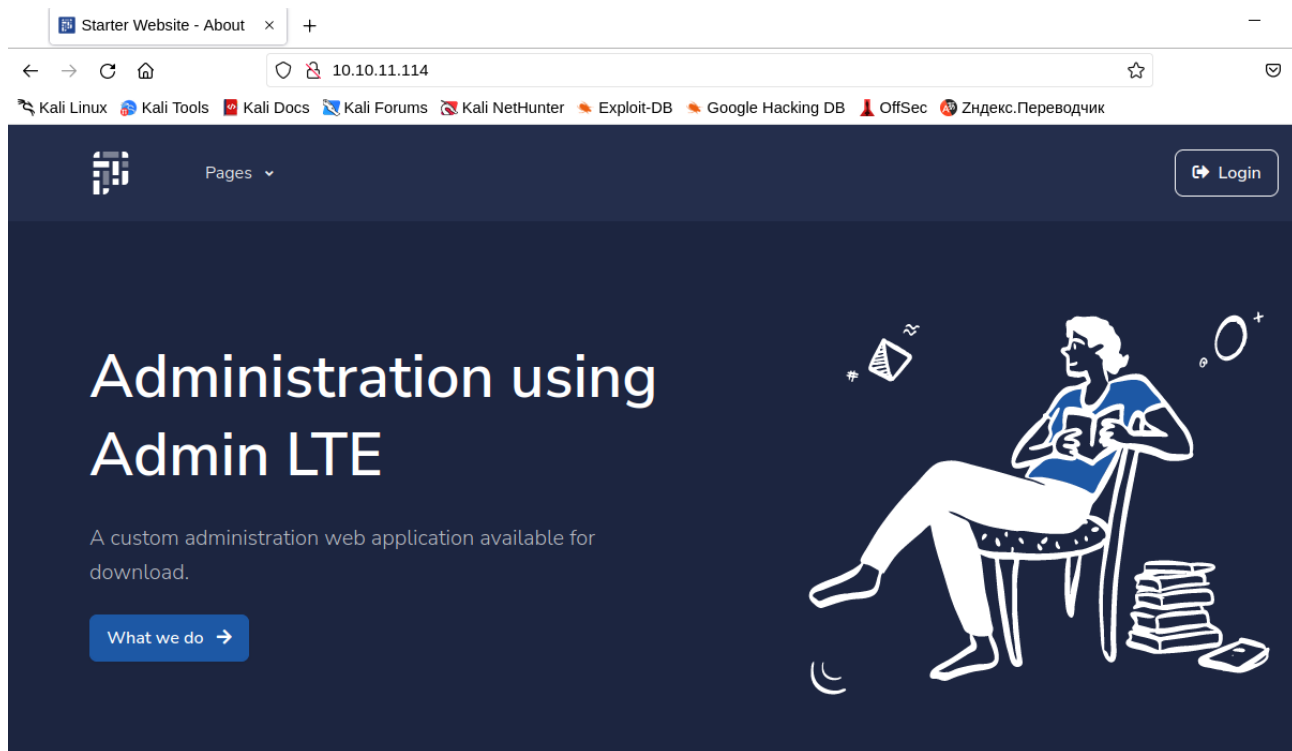 Starter Website - About
10.10.11.114
Kali Linux Kali Tools Kali Docs Kali Forums Kali NetHunter Exploit-DB Google Hacking DB OffSec Zндекс.Переводчик
Pages Login
Administration using
Admin LTE
A custom administration web application available for
download.
What we do